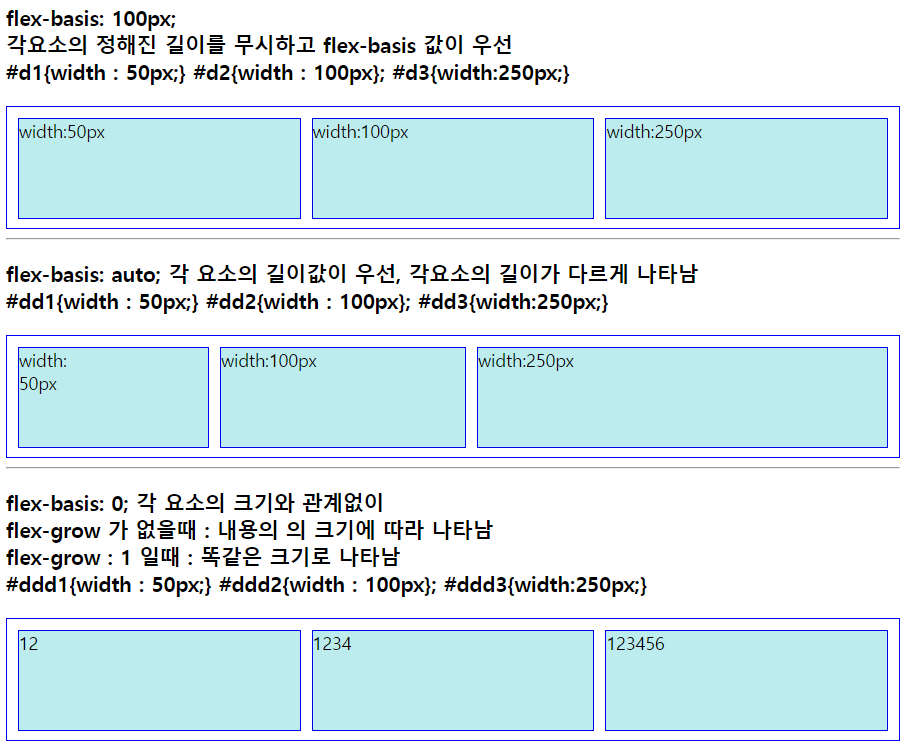 flex-basis: 100px;
각요소의 정해진 길이를 무시하고 flex-basis 값이 우선
#d1{width : 50px;} #d2{width : 100px}; #d3{width:250px;}
width:50px
width:100px
width:250px
flex-basis: auto; 각 요소의 길이값이 우선, 각요소의 길이가 다르게 나타남
#dd1{width : 50px;} #dd2{width : 100px}; #dd3{width:250px;}
width:
50px
width:100px
width:250px
flex-basis: 0; 각 요소의 크기와 관계없이
flex-grow 가 없을때 : 내용의 의 크기에 따라 나타남
flex-grow : 1 일때 : 똑같은 크기로 나타남
#ddd1{width : 50px;} #ddd2{width : 100px}; #ddd3{width:250px;}
12
1234
123456